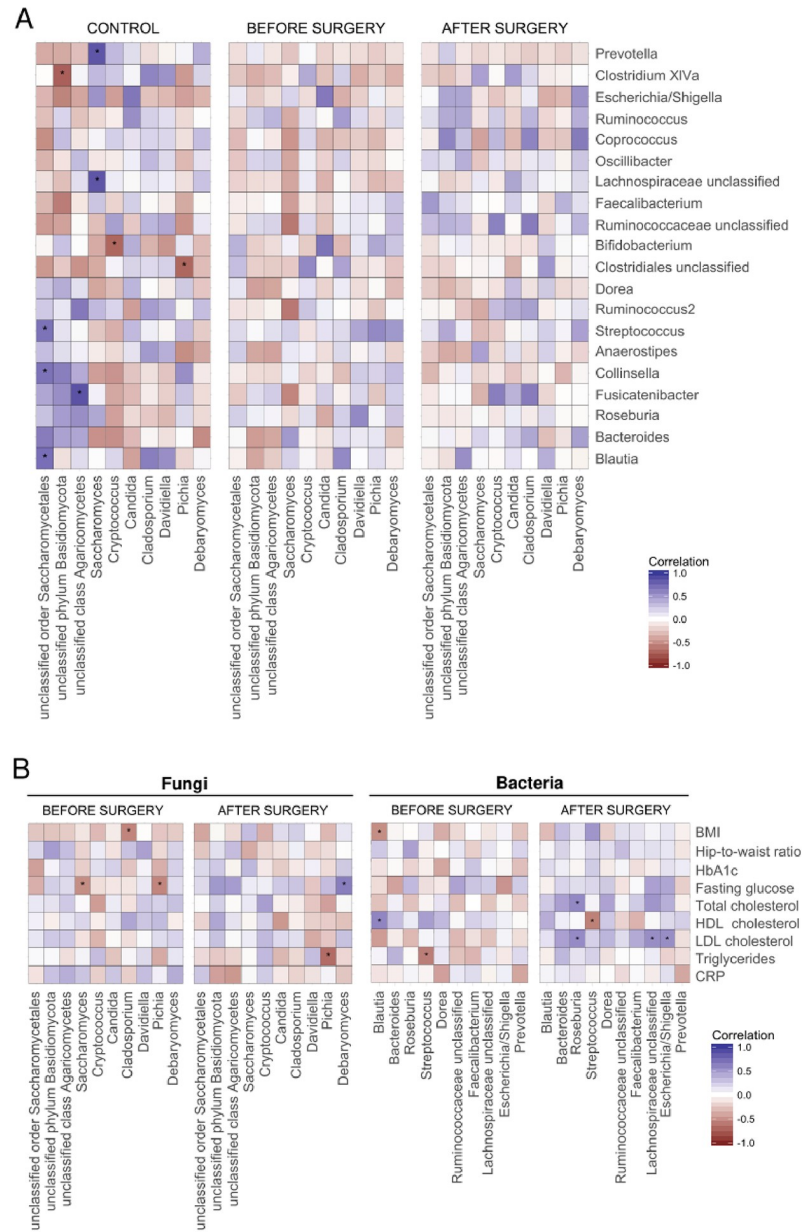 A
CONTROL
BEFORE SURGERY
AFTER SURGERY
Prevotella
Clostridium XIVa
Escherichia/Shigella
Ruminococcus
Coprococcus
Oscillibacter
Lachnospiraceae unclassified
Faecalibacterium
Ruminococcaceae unclassified
Bifidobacterium
Clostridiales unclassified
Dorea
Ruminococcus2
Streptococcus
Anaerostipes
Collinsella
Fusicatenibacter
Roseburia
Bacteroides
Blautia
unclassified order Saccharomycetales
unclassified phylum Basidiomycota
unclassified class Agaricomycetes
Saccharomyces
Cryptococcus
Candida
Cladosporium
Davidiella
Pichia
Debaryomyces
unclassified order Saccharomycetales
unclassified phylum Basidiomycota
unclassified class Agaricomycetes
Saccharomyces
Cryptococcus
Candida
Cladosporium
Davidiella
Pichia
Debaryomyces
unclassified order Saccharomycetales
unclassified phylum Basidiomycota
unclassified class Agaricomycetes
Saccharomyces
Cryptococcus
Candida
Cladosporium
Davidiella
Pichia
Debaryomyces
Correlation
1.0
0.5
0.0
-0.5
-1.0
B
Fungi
Bacteria
BEFORE SURGERY
AFTER SURGERY
BEFORE SURGERY
AFTER SURGERY
BMI
Hip-to-waist ratio
HbA1c
Fasting glucose
Total cholesterol
HDL cholesterol
LDL cholesterol
Triglycerides
CRP
unclassified order Saccharomycetales
unclassified phylum Basidiomycota
unclassified class Agaricomycetes
Saccharomyces
Cryptococcus
Candida
Cladosporium
Davidiella
Pichia
Debaryomyces
unclassified order Saccharomycetales
unclassified phylum Basidiomycota
unclassified class Agaricomycetes
Saccharomyces
Cryptococcus
Candida
Cladosporium
Davidiella
Pichia
Debaryomyces
Blautia
Bacteroides
Roseburia
Streptococcus
Dorea
Ruminococcaceae unclassified
Faecalibacterium
Lachnospiraceae unclassified
Escherichia/Shigella
Prevotella
Blautia
Bacteroides
Roseburia
Streptococcus
Dorea
Ruminococcaceae unclassified
Faecalibacterium
Lachnospiraceae unclassified
Escherichia/Shigella
Prevotella
Correlation
1.0
0.5
0.0
-0.5
-1.0